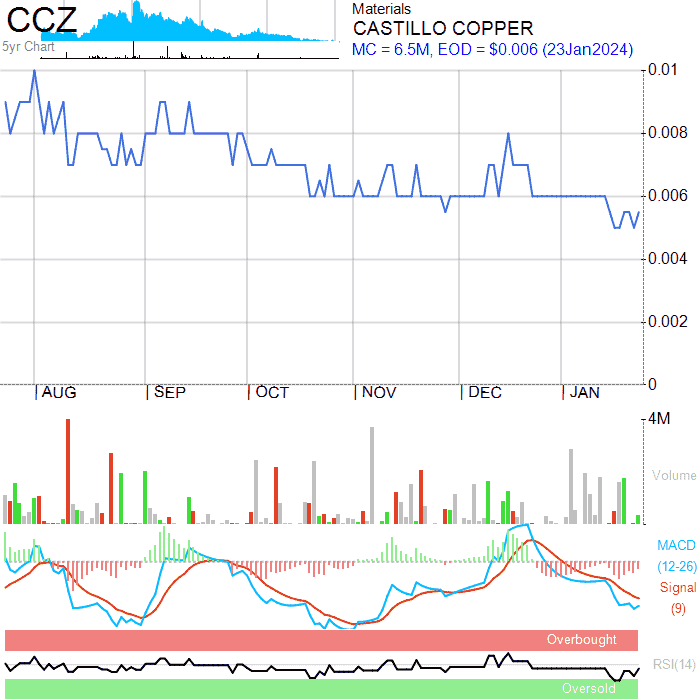 CCZ
5yr Chart
Materials
CASTILLO COPPER
MC = 6.5M, EOD = $0.006 (23Jan2024)
0.01
0.008
0.006
0.004
0.002
0
AUG SEP OCT NOV DEC JAN
4M
Volume
MACD
(12-26)
Signal
(9)
Overbought
RSI(14)
Oversold